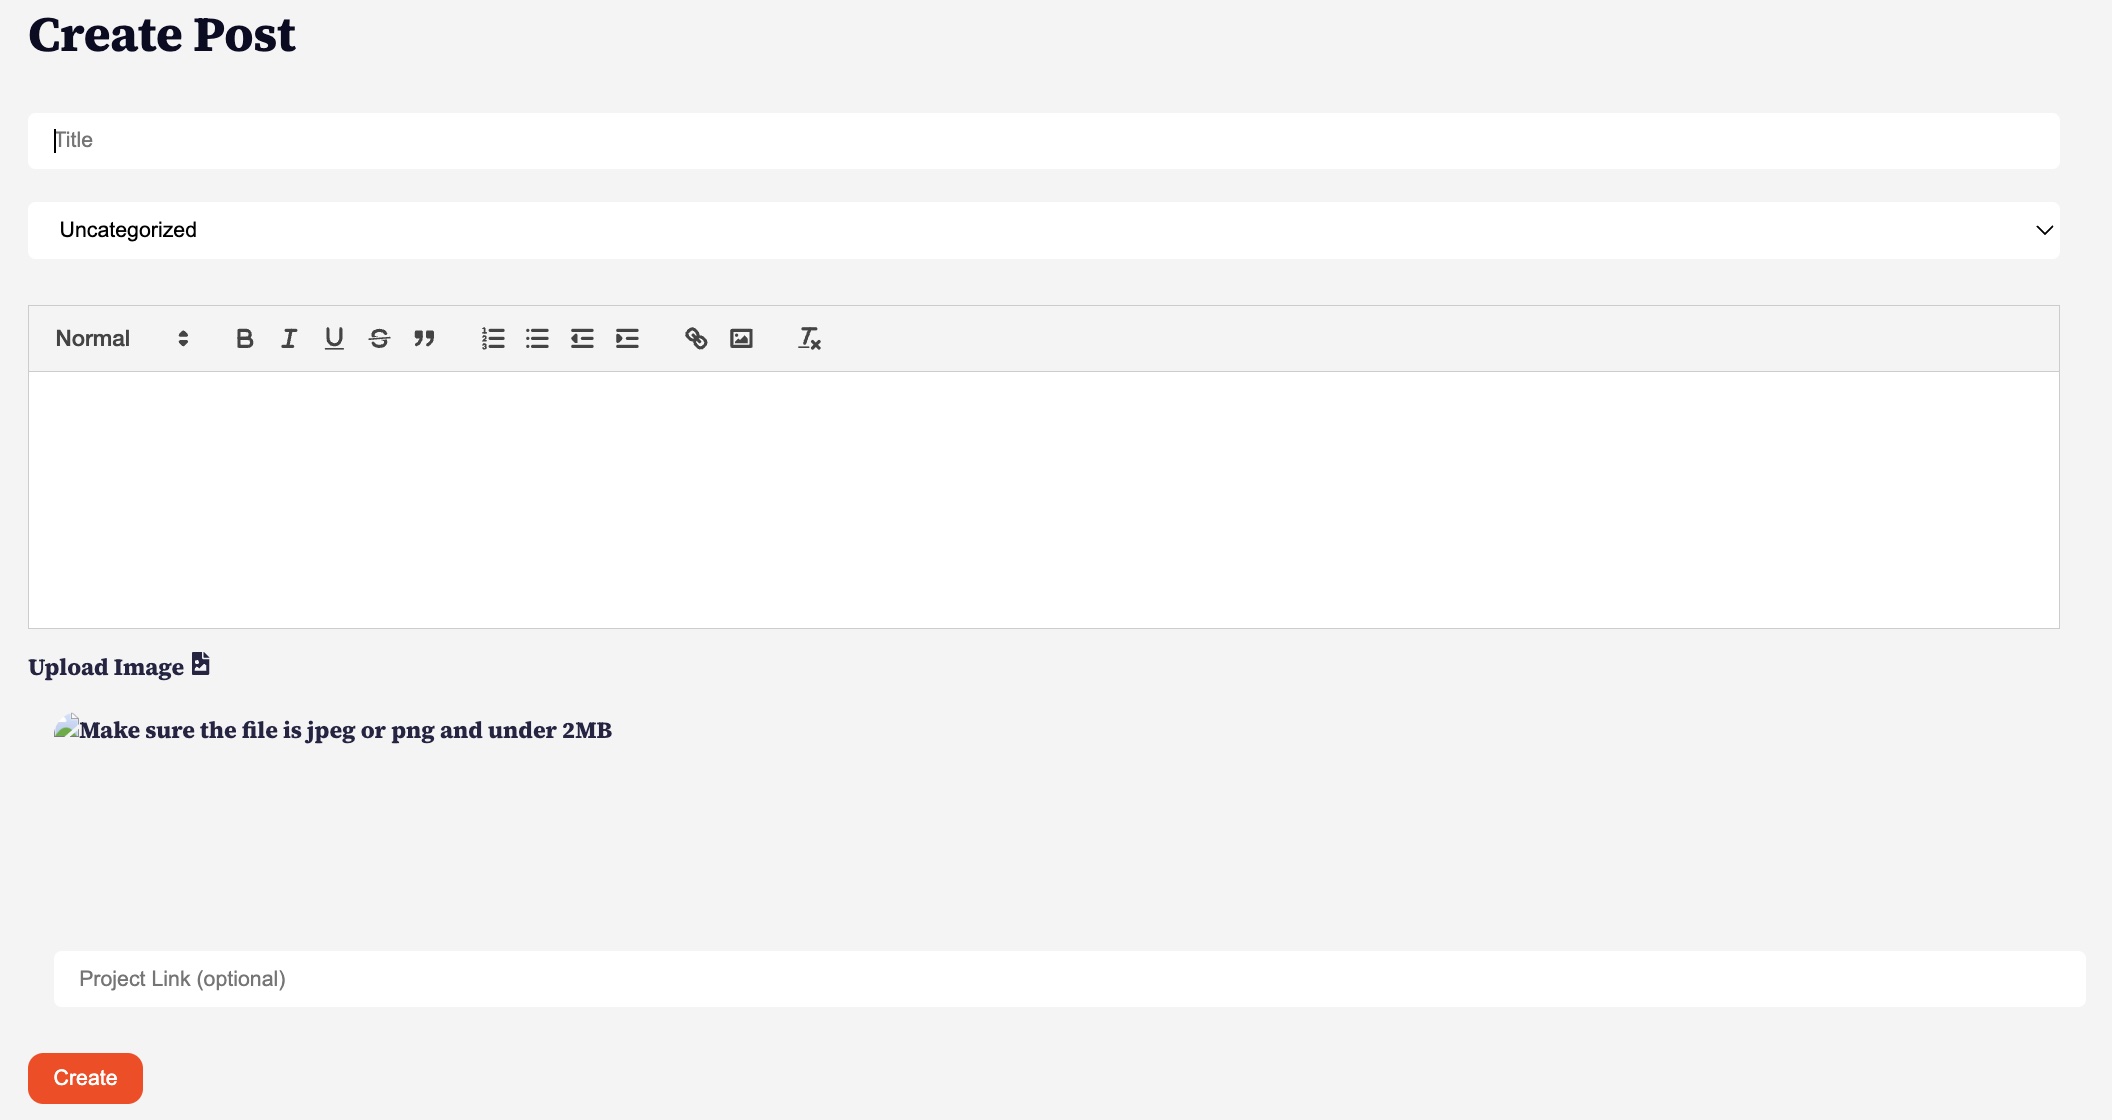 Create Post
Title
Uncategorized
Normal
Upload Image
Make sure the file is jpeg or png and under 2MB
Project Link (optional)
Create